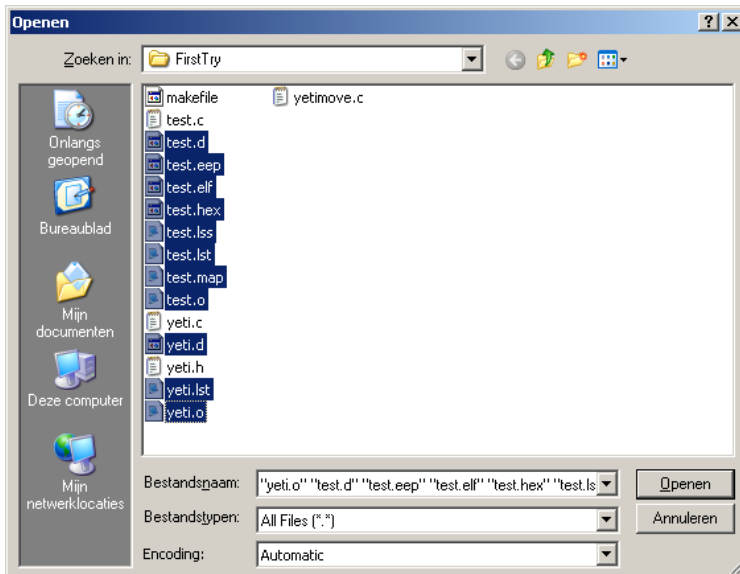 Openen
Zoeken in: FirstTry
Onlangs
geopend
Bureaublad
Mijn
documenten
Deze computer
Mijn
netwerklocaties
makefile
test.c
test.d
test.eep
test.elf
test.hex
test.lss
test.lst
test.map
test.o
yeti.c
yeti.d
yeti.h
yeti.lst
yeti.o
yetimove.c
Bestandsnaam: "yeti.o" "test.d" "test.eep" "test.elf" "test.hex" "test.ls Openen
Bestandstypen: All Files (*.*) Annuleren
Encoding: Automatic